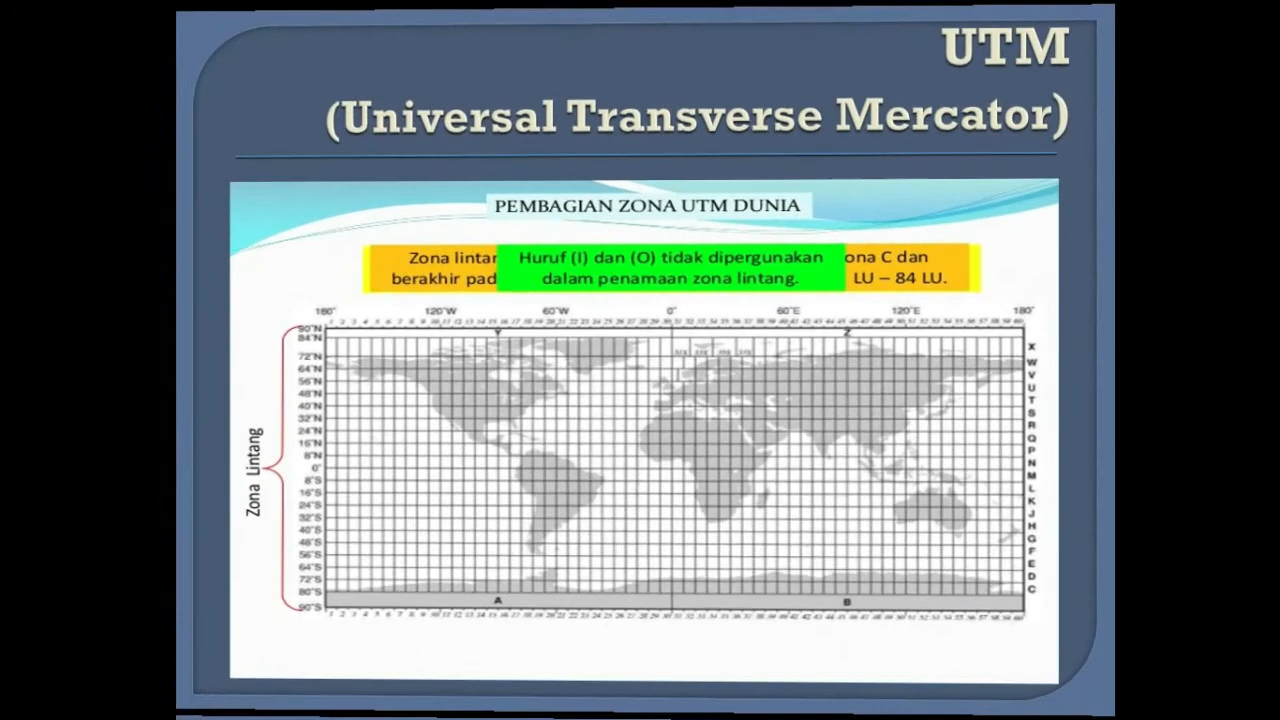 UTM
(Universal Transverse Mercator)
PEMBAGIAN ZONA UTM DUNIA
Zona lintan Huruf (I) dan (O) tidak dipergunakan ona C dan
berakhir pad dalam penamaan zona lintang. LU – 84 LU.
180° 120°W 60°W 0° 60°E 120°E 180°
Y Z
90°N
84°N
72°N
64°N
56°N
48°N
40°N
32°N
24°N
16°N
8°N
0°
8°S
16°S
24°S
32°S
40°S
48°S
56°S
64°S
72°S
80°S
90°S
Zona Lintang
X
W
V
U
T
S
R
Q
P
N
M
L
K
J
H
G
F
E
D
C
A B